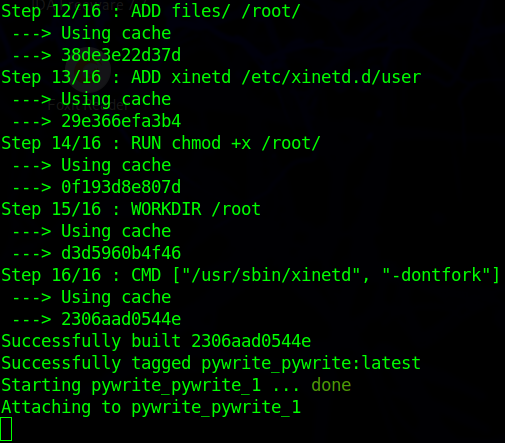 Step 12/16 : ADD files/ /root/
 ---> Using cache
 ---> 38de3e22d37d
Step 13/16 : ADD xinetd /etc/xinetd.d/user
 ---> Using cache
 ---> 29e366efa3b4
Step 14/16 : RUN chmod +x /root/
 ---> Using cache
 ---> 0f193d8e807d
Step 15/16 : WORKDIR /root
 ---> Using cache
 ---> d3d5960b4f46
Step 16/16 : CMD ["/usr/sbin/xinetd", "-dontfork"]
 ---> Using cache
 ---> 2306aad0544e
Successfully built 2306aad0544e
Successfully tagged pywrite_pywrite:latest
Starting pywrite_pywrite_1 ... done
Attaching to pywrite_pywrite_1